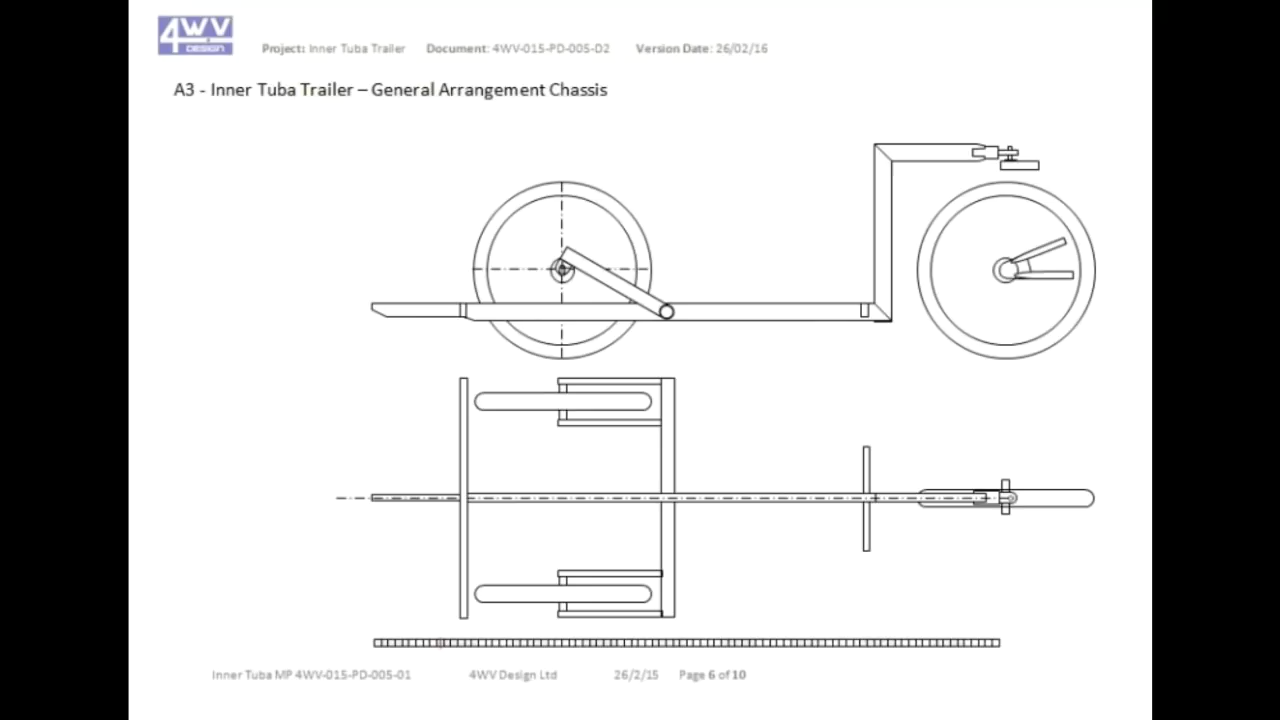 4WV
DESIGN
Project: Inner Tuba Trailer Document: 4WV-015-PD-005-D2 Version Date: 26/02/16
A3 - Inner Tuba Trailer – General Arrangement Chassis
Inner Tuba MP 4WV-015-PD-005-01 4WV Design Ltd 26/2/15 Page 6 of 10